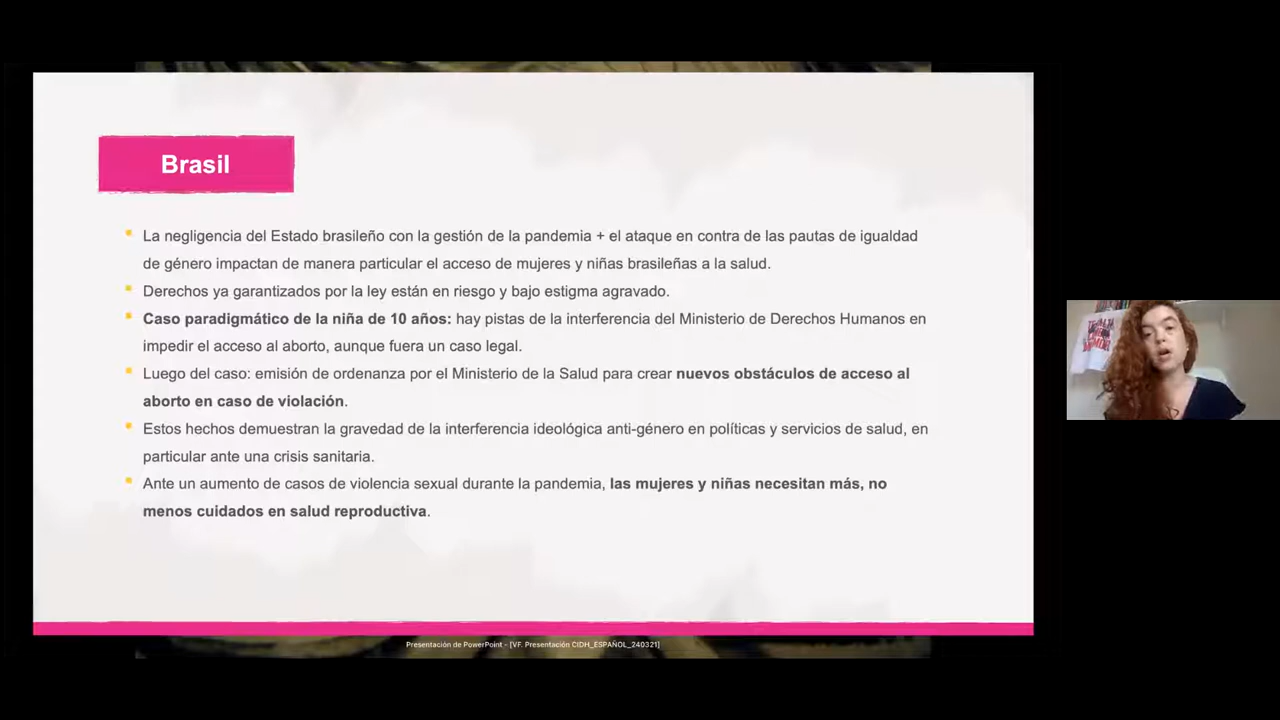 Brasil
La negligencia del Estado brasileño con la gestión de la pandemia + el ataque en contra de las pautas de igualdad
de género impactan de manera particular el acceso de mujeres y niñas brasileñas a la salud.
Derechos ya garantizados por la ley están en riesgo y bajo estigma agravado.
Caso paradigmático de la niña de 10 años: hay pistas de la interferencia del Ministerio de Derechos Humanos en
impedir el acceso al aborto, aunque fuera un caso legal.
Luego del caso: emisión de ordenanza por el Ministerio de la Salud para crear nuevos obstáculos de acceso al
aborto en caso de violación.
Estos hechos demuestran la gravedad de la interferencia ideológica anti-género en políticas y servicios de salud, en
particular ante una crisis sanitaria.
Ante un aumento de casos de violencia sexual durante la pandemia, las mujeres y niñas necesitan más, no
menos cuidados en salud reproductiva.
Presentación de PowerPoint - [VF. Presentación CIDH_ESPAÑOL_240321]